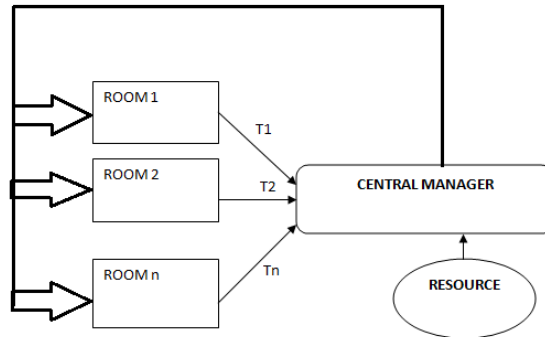 ROOM 1
T1
ROOM 2
T2
CENTRAL MANAGER
ROOM n
Tn
RESOURCE